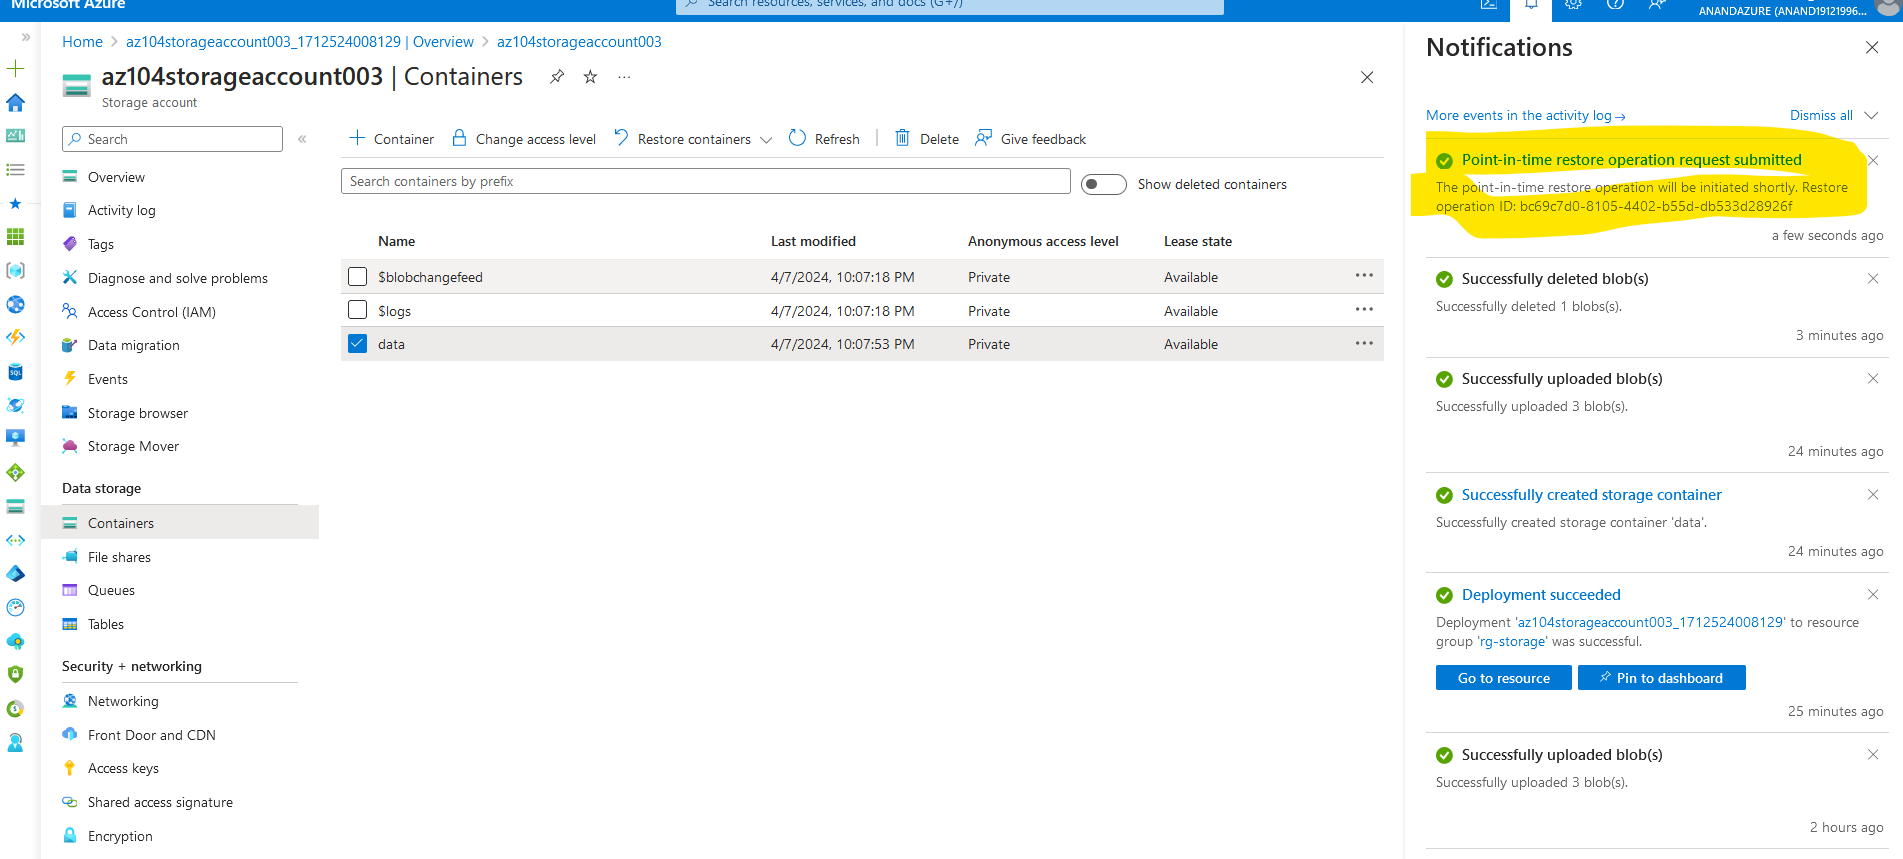 Microsoft Azure
Search resources, services, and docs (G+/)
ANANDAZURE (ANAND19121996...
Home > az104storageaccount003_1712524008129 | Overview > az104storageaccount003
az104storageaccount003 | Containers
Storage account
Search
Container
Change access level
Restore containers
Refresh
Delete
Give feedback
Search containers by prefix
Show deleted containers
Name Last modified Anonymous access level Lease state
$blobchangefeed 4/7/2024, 10:07:18 PM Private Available
$logs 4/7/2024, 10:07:18 PM Private Available
data 4/7/2024, 10:07:53 PM Private Available
Overview
Activity log
Tags
Diagnose and solve problems
Access Control (IAM)
Data migration
Events
Storage browser
Storage Mover
Data storage
Containers
File shares
Queues
Tables
Security + networking
Networking
Front Door and CDN
Access keys
Shared access signature
Encryption
Notifications
More events in the activity log→
Dismiss all
Point-in-time restore operation request submitted
The point-in-time restore operation will be initiated shortly. Restore
operation ID: bc69c7d0-8105-4402-b55d-db533d28926f
a few seconds ago
Successfully deleted blob(s)
Successfully deleted 1 blobs(s).
3 minutes ago
Successfully uploaded blob(s)
Successfully uploaded 3 blob(s).
24 minutes ago
Successfully created storage container
Successfully created storage container 'data'.
24 minutes ago
Deployment succeeded
Deployment 'az104storageaccount003_1712524008129' to resource
group 'rg-storage' was successful.
Go to resource
Pin to dashboard
25 minutes ago
Successfully uploaded blob(s)
Successfully uploaded 3 blob(s).
2 hours ago